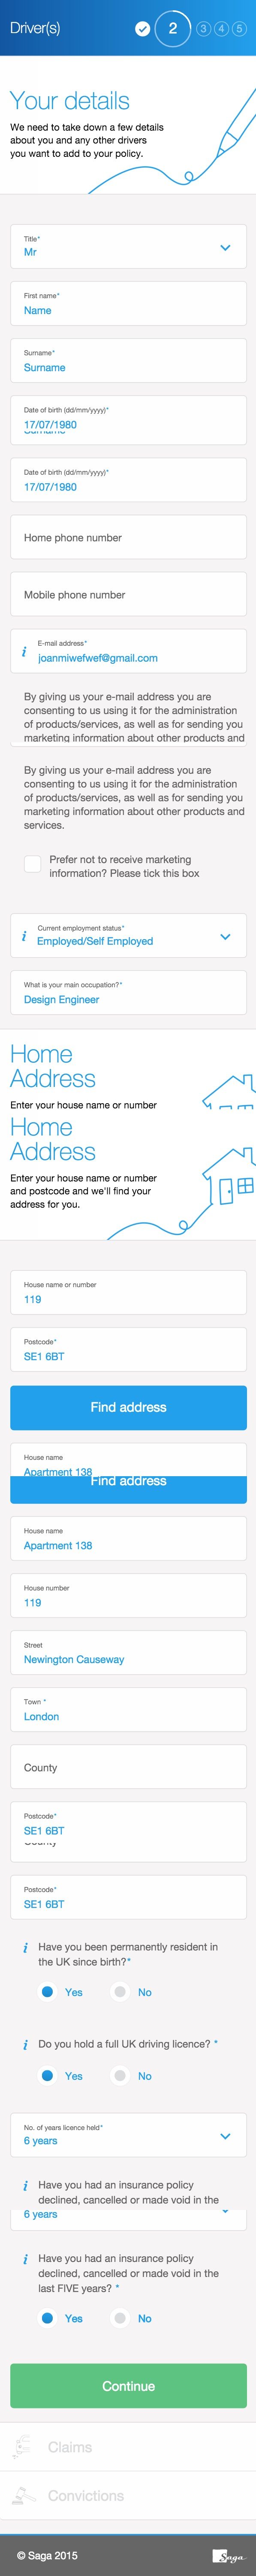 Driver(s)
2
3
4
5
Your details
We need to take down a few details
about you and any other drivers
you want to add to your policy.
Title*
Mr
First name*
Name
Surname*
Surname
Date of birth (dd/mm/yyyy)*
17/07/1980
Surname
Date of birth (dd/mm/yyyy)*
17/07/1980
Home phone number
Mobile phone number
i
E-mail address*
joanmiwefwef@gmail.com
By giving us your e-mail address you are
consenting to us using it for the administration
of products/services, as well as for sending you
marketing information about other products and
By giving us your e-mail address you are
consenting to us using it for the administration
of products/services, as well as for sending you
marketing information about other products and
services.
Prefer not to receive marketing
information? Please tick this box
i
Current employment status*
Employed/Self Employed
What is your main occupation?*
Design Engineer
Home
Address
Enter your house name or number
Home
Address
Enter your house name or number
and postcode and we'll find your
address for you.
House name or number
119
Postcode*
SE1 6BT
Find address
House name
Apartment 138
Find address
House name
Apartment 138
House number
119
Street
Newington Causeway
Town *
London
County
Postcode*
SE1 6BT
County
Postcode*
SE1 6BT
i Have you been permanently resident in
the UK since birth?*
Yes No
i Do you hold a full UK driving licence? *
Yes No
No. of years licence held*
6 years
i Have you had an insurance policy
declined, cancelled or made void in the
6 years
i Have you had an insurance policy
declined, cancelled or made void in the
last FIVE years? *
Yes No
Continue
Claims
Convictions
© Saga 2015
Saga